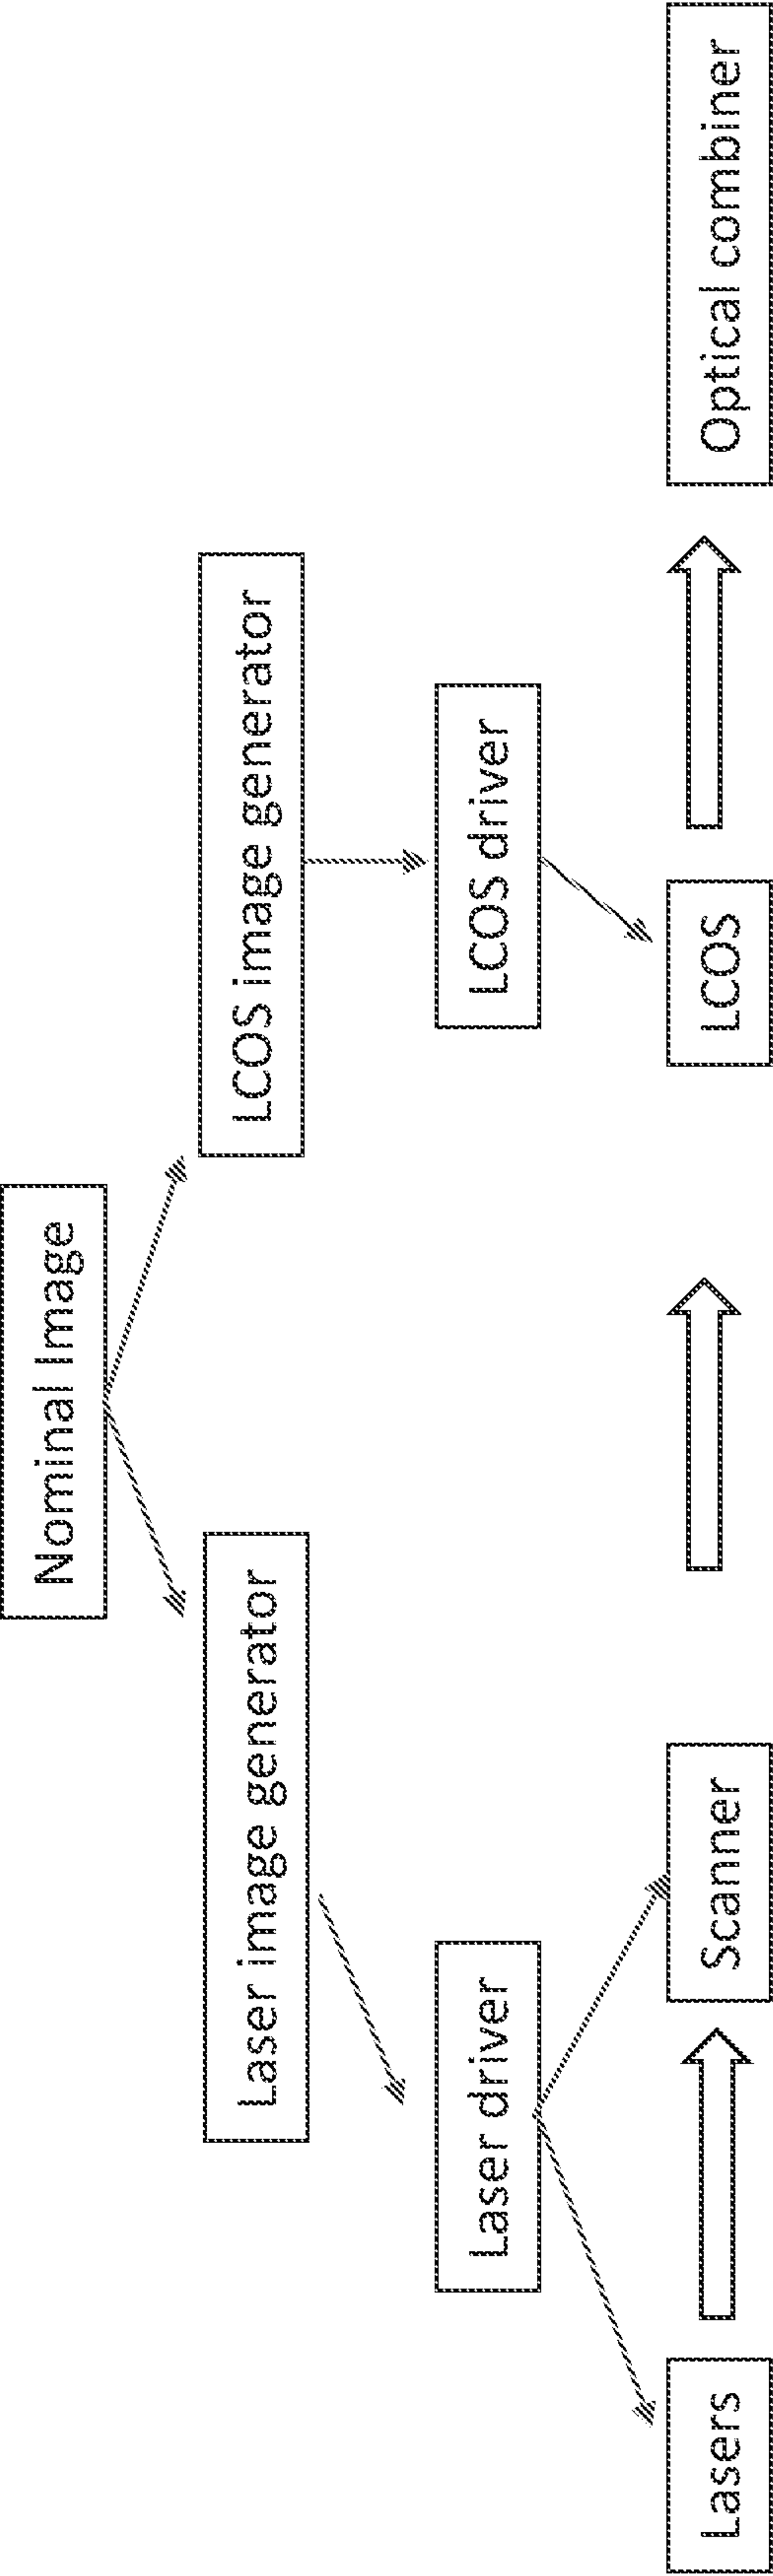 Nominal Image
Laser image generator
LCOS image generator
Laser driver
LCOS driver
Lasers
Scanner
LCOS
Optical combiner